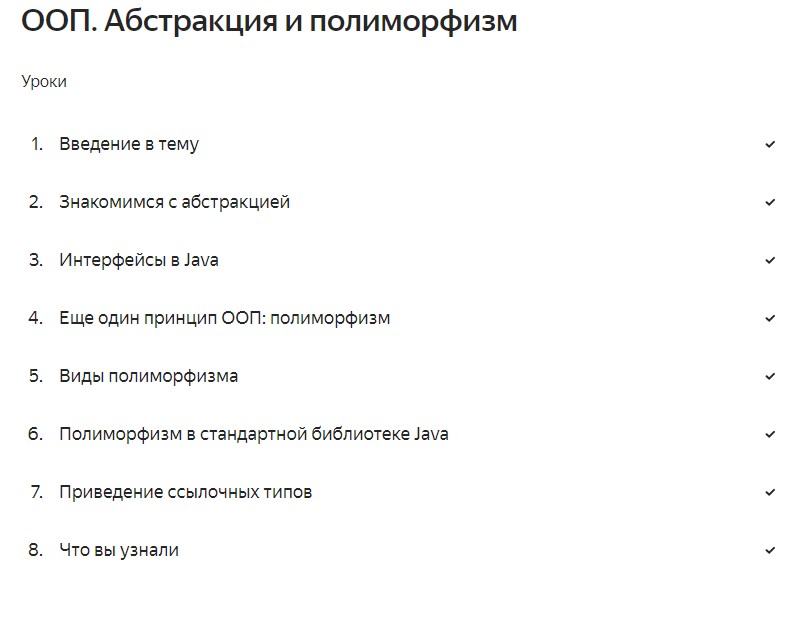 ООП. Абстракция и полиморфизм
Уроки
1. Введение в тему
2. Знакомимся с абстракцией
3. Интерфейсы в Java
4. Еще один принцип ООП: полиморфизм
5. Виды полиморфизма
6. Полиморфизм в стандартной библиотеке Java
7. Приведение ссылочных типов
8. Что вы узнали